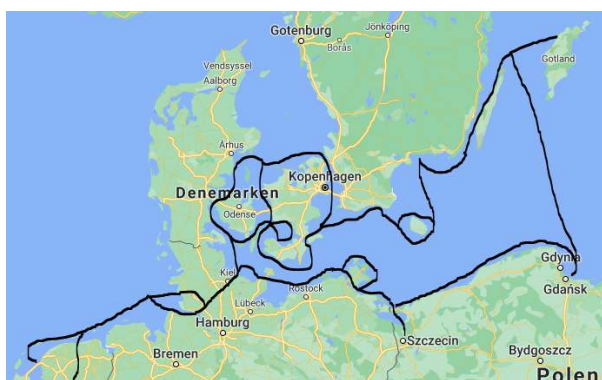 Gotenburg
Borås
Jönköping
Gotland
Vendsyssel
Aalborg
Århus
Kopenhagen
Denemarken
Odense
Kiel
Rostock
Lübeck
Hamburg
Bremen
Szczecin
Gdynia
Gdańsk
Bydgoszcz
Polen